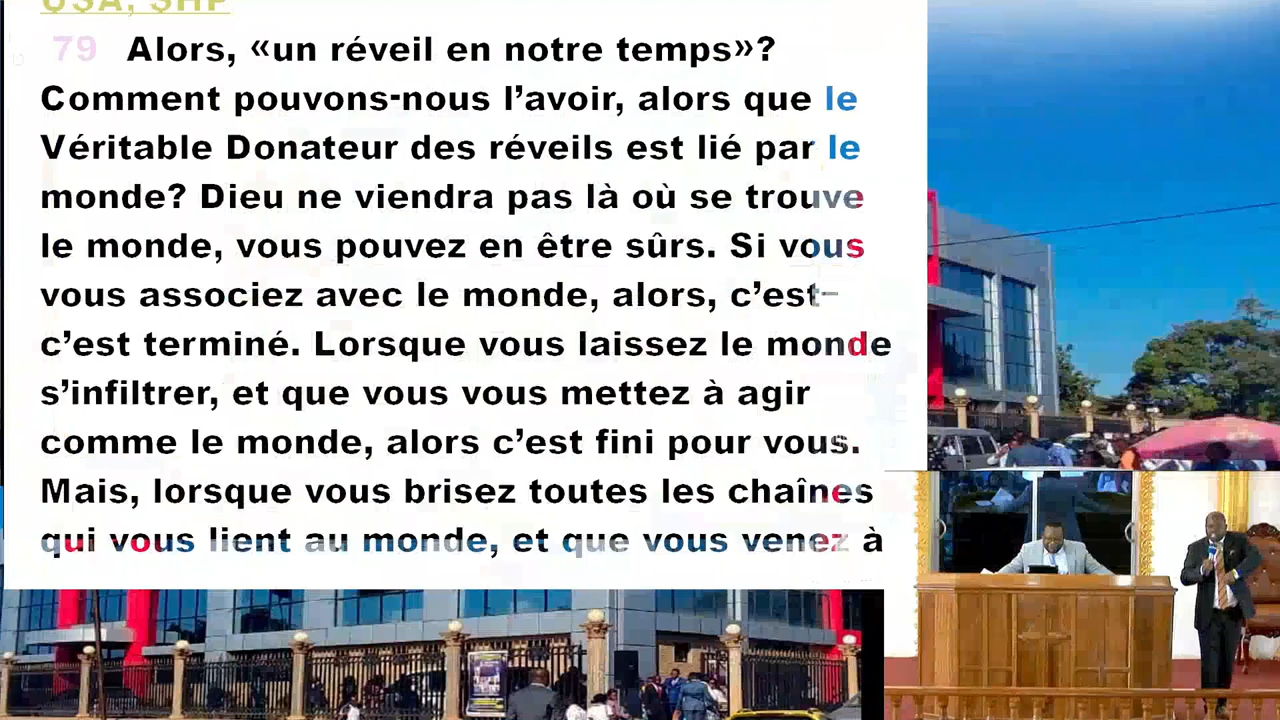 USA, SHP
79 Alors, «un réveil en notre temps»?
Comment pouvons-nous l’avoir, alors que le
Véritable Donateur des réveils est lié par le
monde? Dieu ne viendra pas là où se trouve
le monde, vous pouvez en être sûrs. Si vous
vous associez avec le monde, alors, c’est–
c’est terminé. Lorsque vous laissez le monde
s’infiltrer, et que vous vous mettez à agir
comme le monde, alors c’est fini pour vous.
Mais, lorsque vous brisez toutes les chaînes
qui vous lient au monde, et que vous venez à